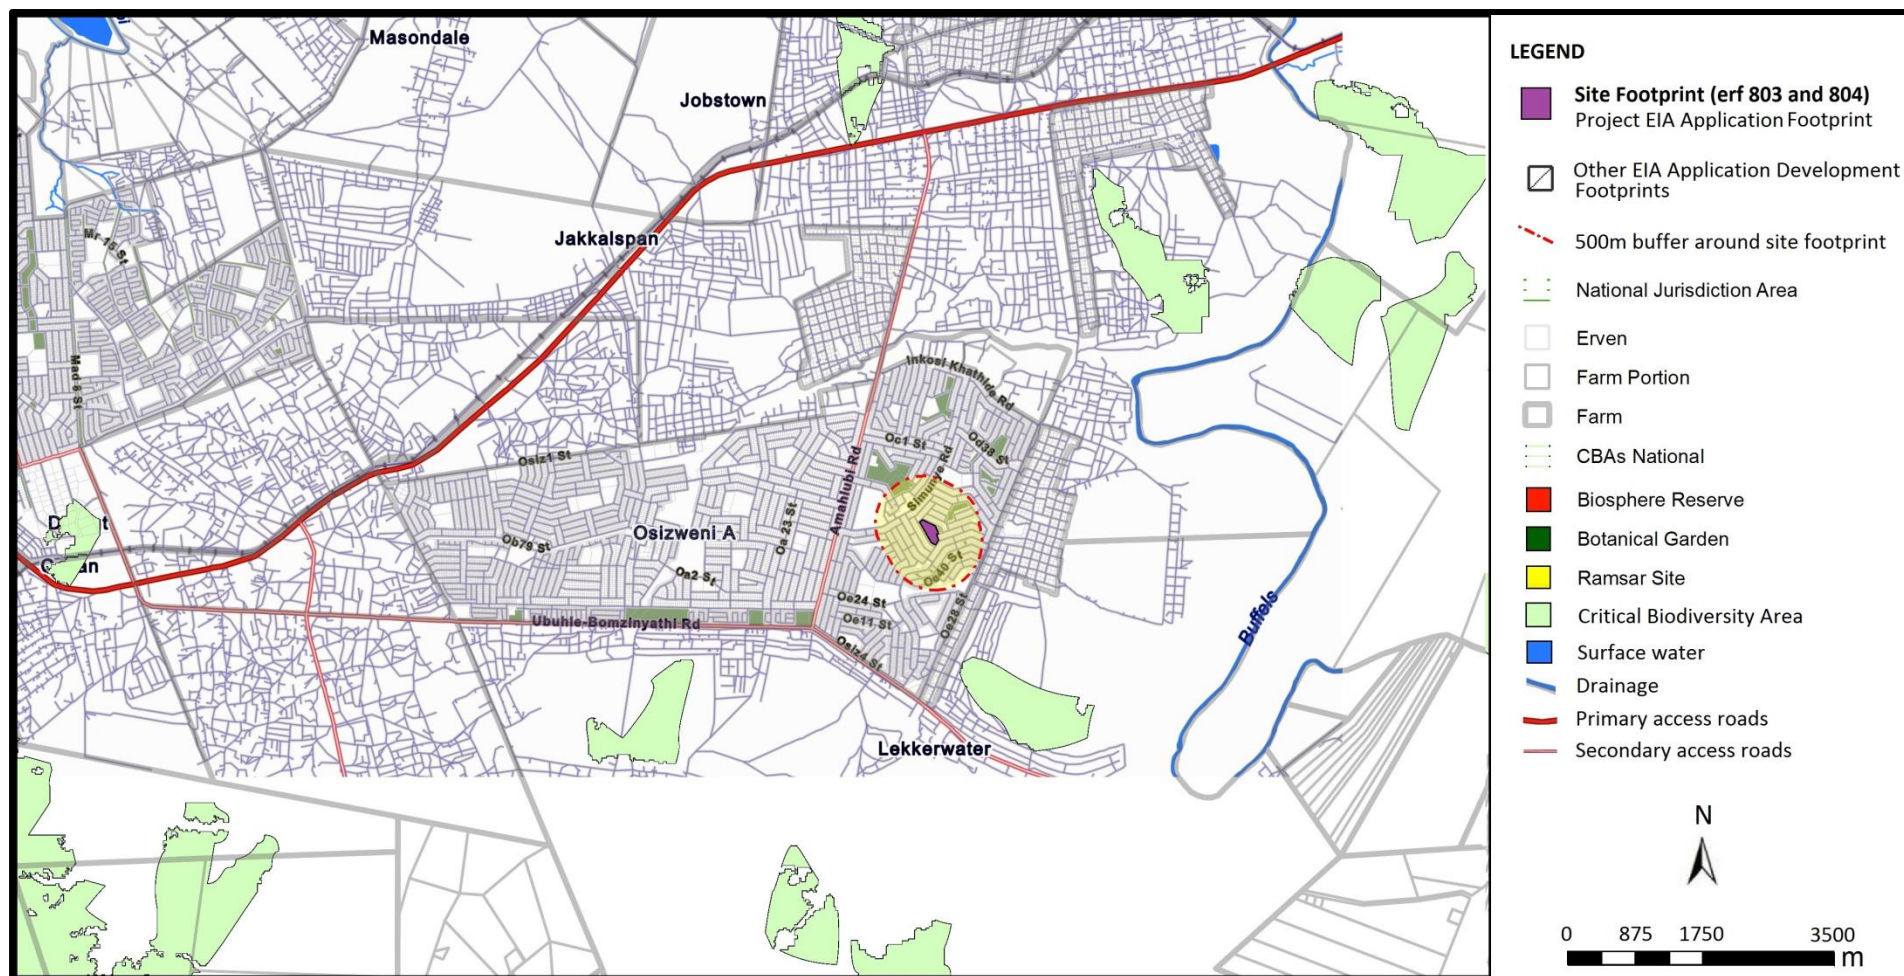 Masondale
Jobstown
Jakkalspan
Mr 151 St
Mad 8 St
Inkosi Khathide Rd
Oc1 St
Od38 St
Simunye Rd
Amahlubi Rd
Osiz1 St
Oa 23 St
Osizweni A
Ob79 St
Oa2 St
Oe40 St
Oe24 St
Oe11 St
Oe28 St
Ubuhle-Bomzinyathi Rd
Osiz4 St
Buffels
Lekkerwater
LEGEND
Site Footprint (erf 803 and 804)
Project EIA Application Footprint
Other EIA Application Development
Footprints
500m buffer around site footprint
National Jurisdiction Area
Erven
Farm Portion
Farm
CBAs National
Biosphere Reserve
Botanical Garden
Ramsar Site
Critical Biodiversity Area
Surface water
Drainage
Primary access roads
Secondary access roads
N
0 875 1750 3500
m